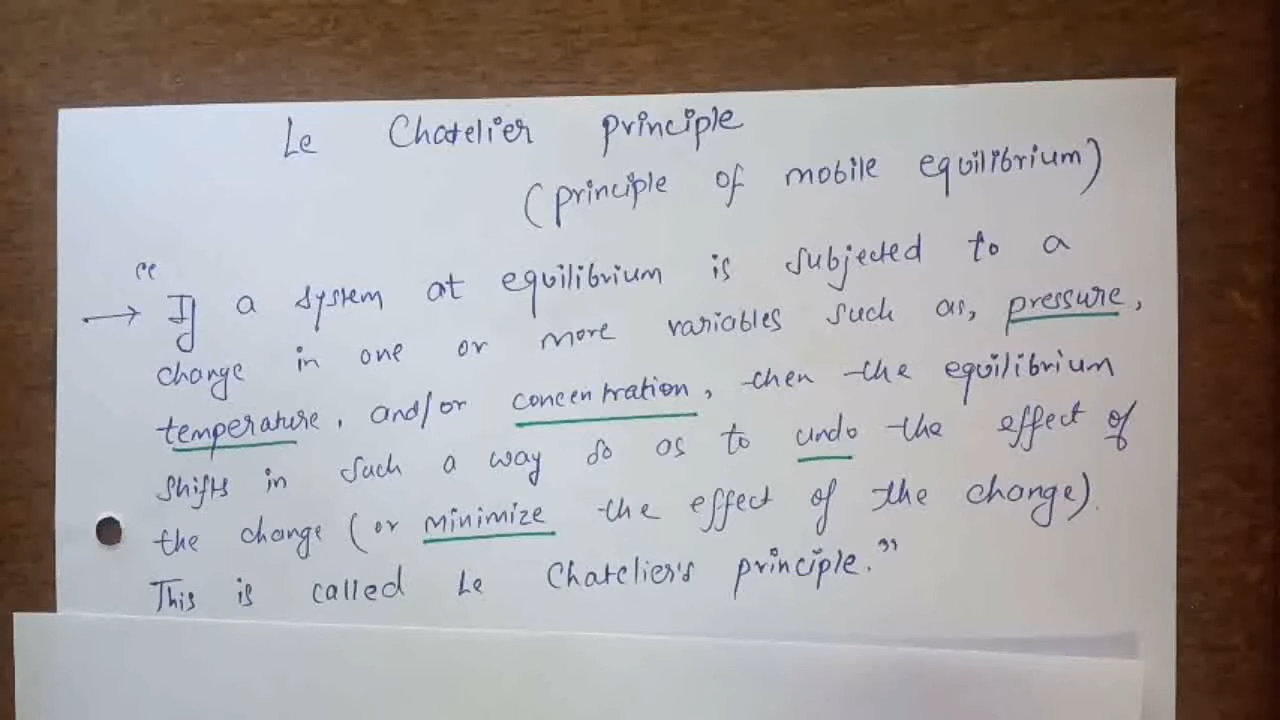 Le Chatelier principle
(principle of mobile equilibrium)
→ "If a system at equilibrium is subjected to a
change in one or more variables such as, pressure,
temperature, and/or concentration, then the equilibrium
shifts in such a way so as to undo the effect of
the change (or minimize the effect of the change).
This is called Le Chatelier's principle."